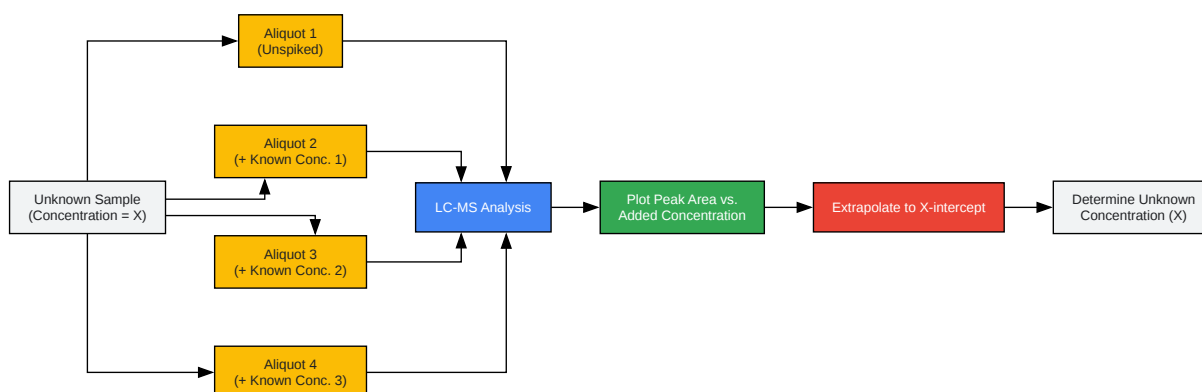 Aliquot 1
(Unspiked)
Aliquot 2
(+ Known Conc. 1)
Unknown Sample
(Concentration = X)
Aliquot 3
(+ Known Conc. 2)
Aliquot 4
(+ Known Conc. 3)
LC-MS Analysis
Plot Peak Area vs.
Added Concentration
Extrapolate to X-intercept
Determine Unknown
Concentration (X)